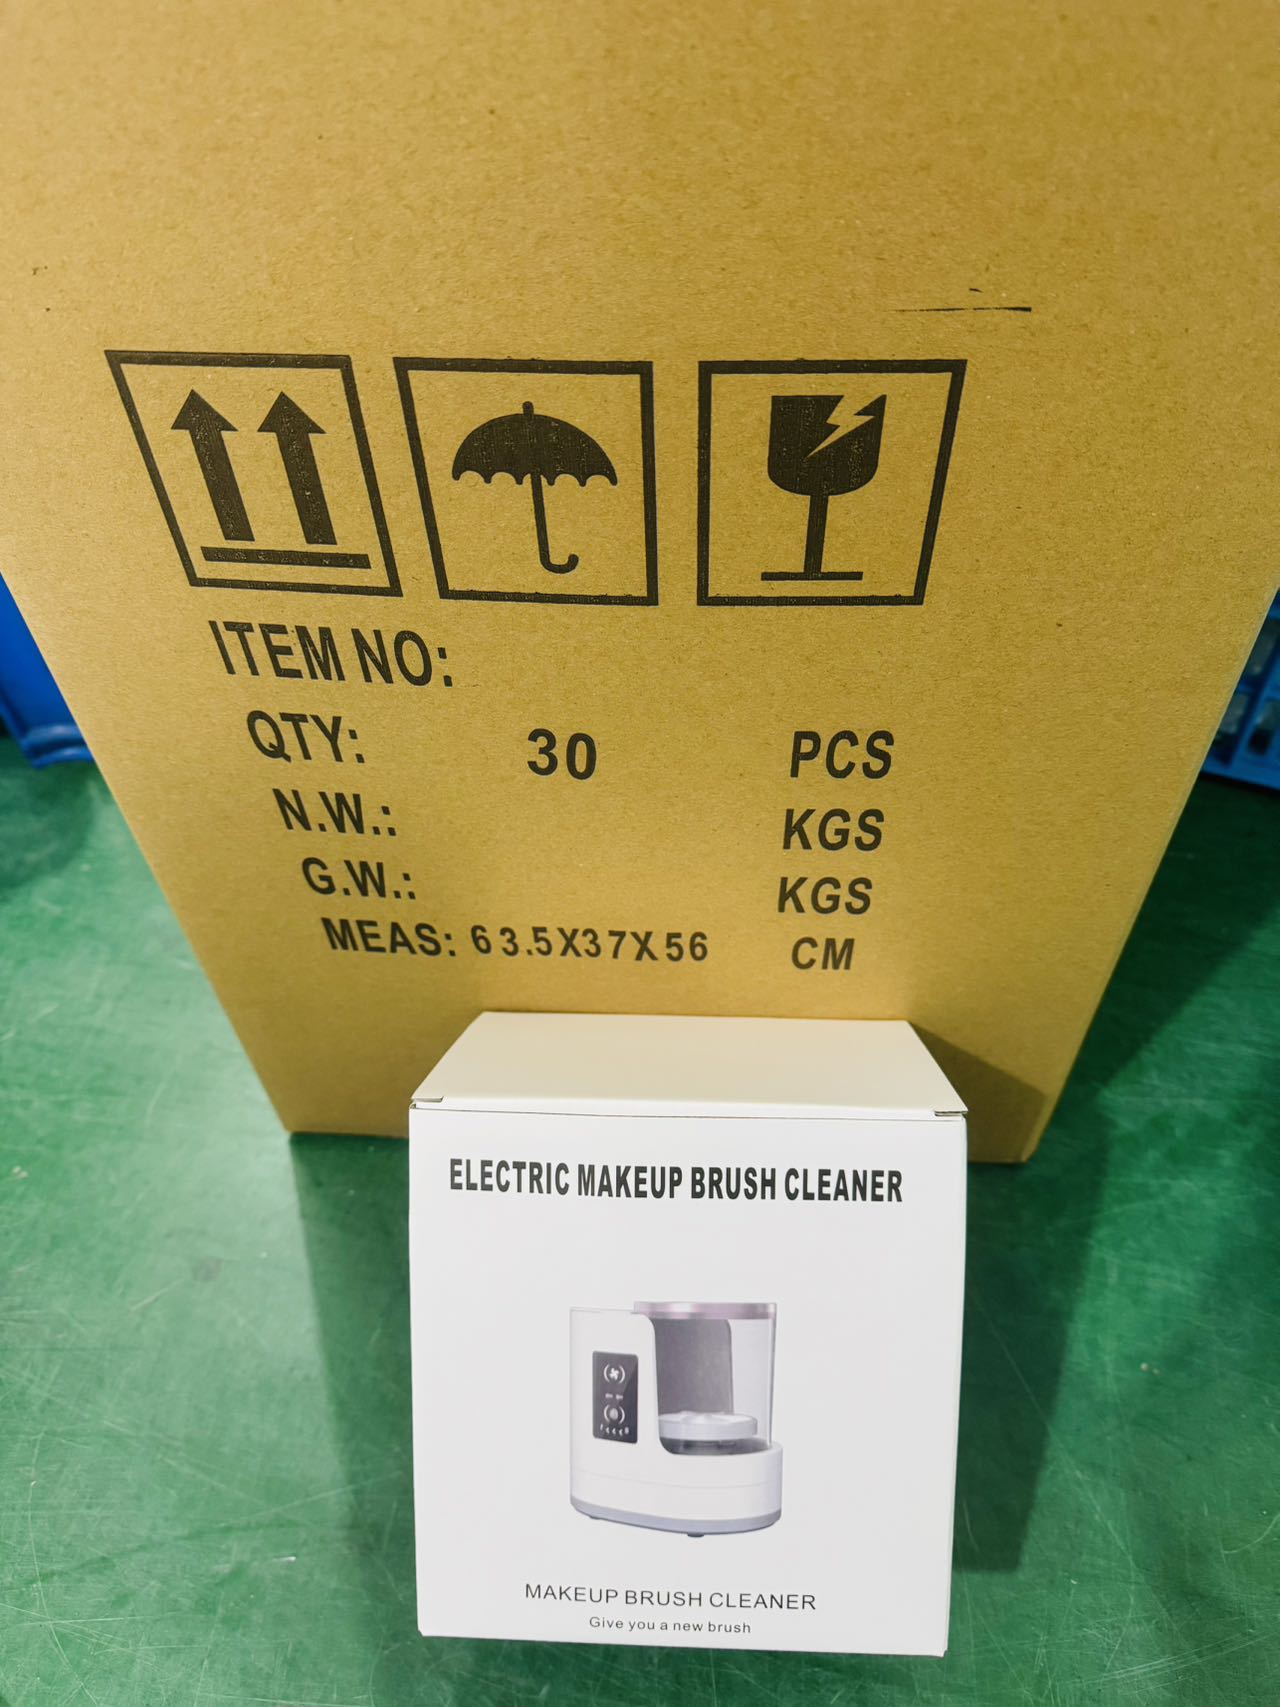 ITEM NO:
QTY: 30 PCS
N.W.: KGS
G.W.: KGS
MEAS: 63.5X37X56 CM
ELECTRIC MAKEUP BRUSH CLEANER
MAKEUP BRUSH CLEANER
Give you a new brush